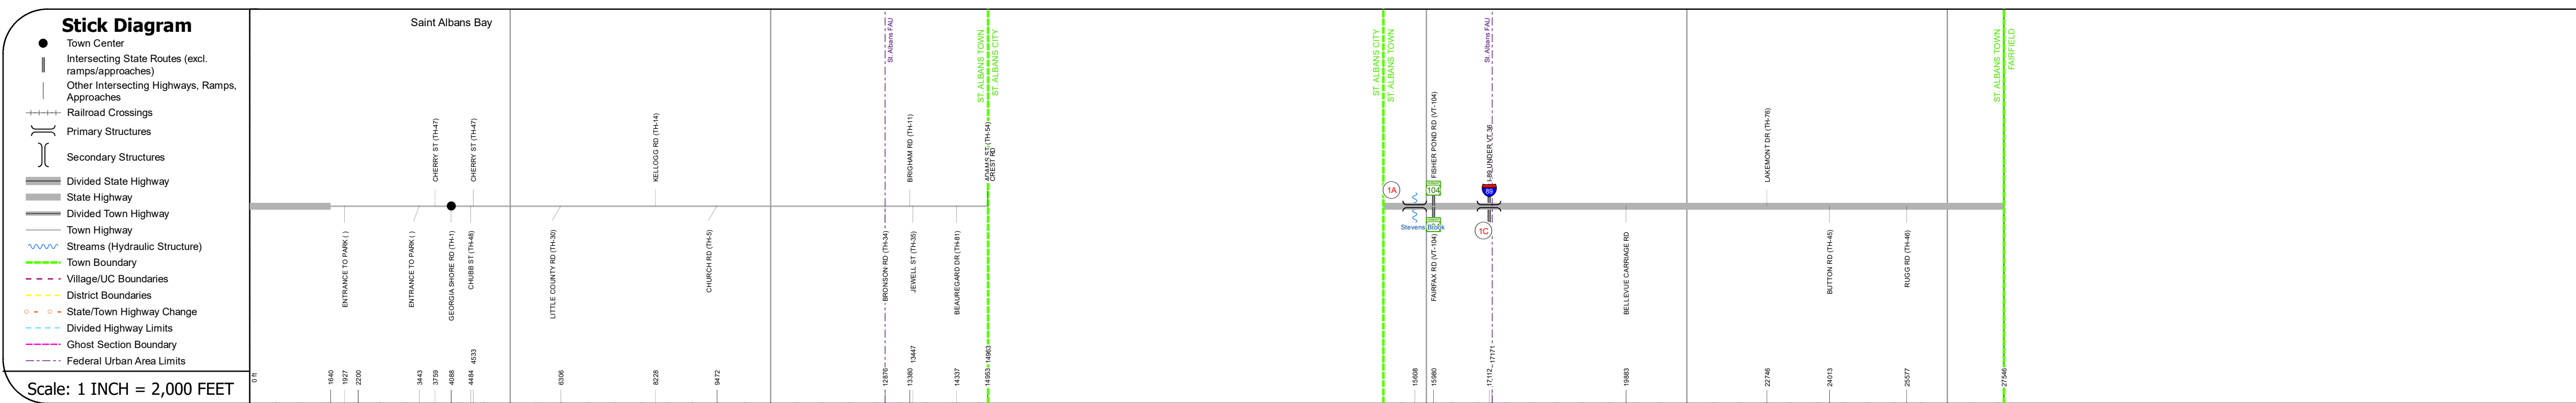 Stick Diagram
Town Center
Intersecting State Routes (excl.
ramps/approaches)
Other Intersecting Highways, Ramps,
Approaches
Railroad Crossings
Primary Structures
Secondary Structures
Divided State Highway
State Highway
Divided Town Highway
Town Highway
Streams (Hydraulic Structure)
Town Boundary
Village/UC Boundaries
District Boundaries
State/Town Highway Change
Divided Highway Limits
Ghost Section Boundary
Federal Urban Area Limits
Scale: 1 INCH = 2,000 FEET
Saint Albans Bay
St. Albans FAU
ST. ALBANS TOWN
ST. ALBANS CITY
ST. ALBANS CITY
ST. ALBANS TOWN
St. Albans FAU
ST. ALBANS TOWN
FAIRFIELD
CHERRY ST (TH-47)
CHERRY ST (TH-47)
KELLOGG RD (TH-14)
BRIGHAM RD (TH-11)
ADAMS ST (TH-54)
CREST RD
FISHER POND RD (VT-104)
I-89 UNDER VT 36
LAKEMONT DR (TH-76)
1A
104
89
Stevens Brook
1C
ENTRANCE TO PARK ( )
ENTRANCE TO PARK ( )
GEORGIA SHORE RD (TH-1)
CHUBB ST (TH-48)
LITTLE COUNTY RD (TH-30)
CHURCH RD (TH-5)
BRONSON RD (TH-34)
JEWELL ST (TH-35)
BEAUREGARD DR (TH-81)
FAIRFAX RD (VT-104)
BELLEVUE CARRIAGE RD
BUTTON RD (TH-45)
RUGG RD (TH-46)
0 ft
1640
1927
2200
3443
3759
4088
4484
4533
6306
8228
9472
12876
13380
13447
14337
14953
14963
15608
15980
17112
17171
19883
22746
24013
25577
27546